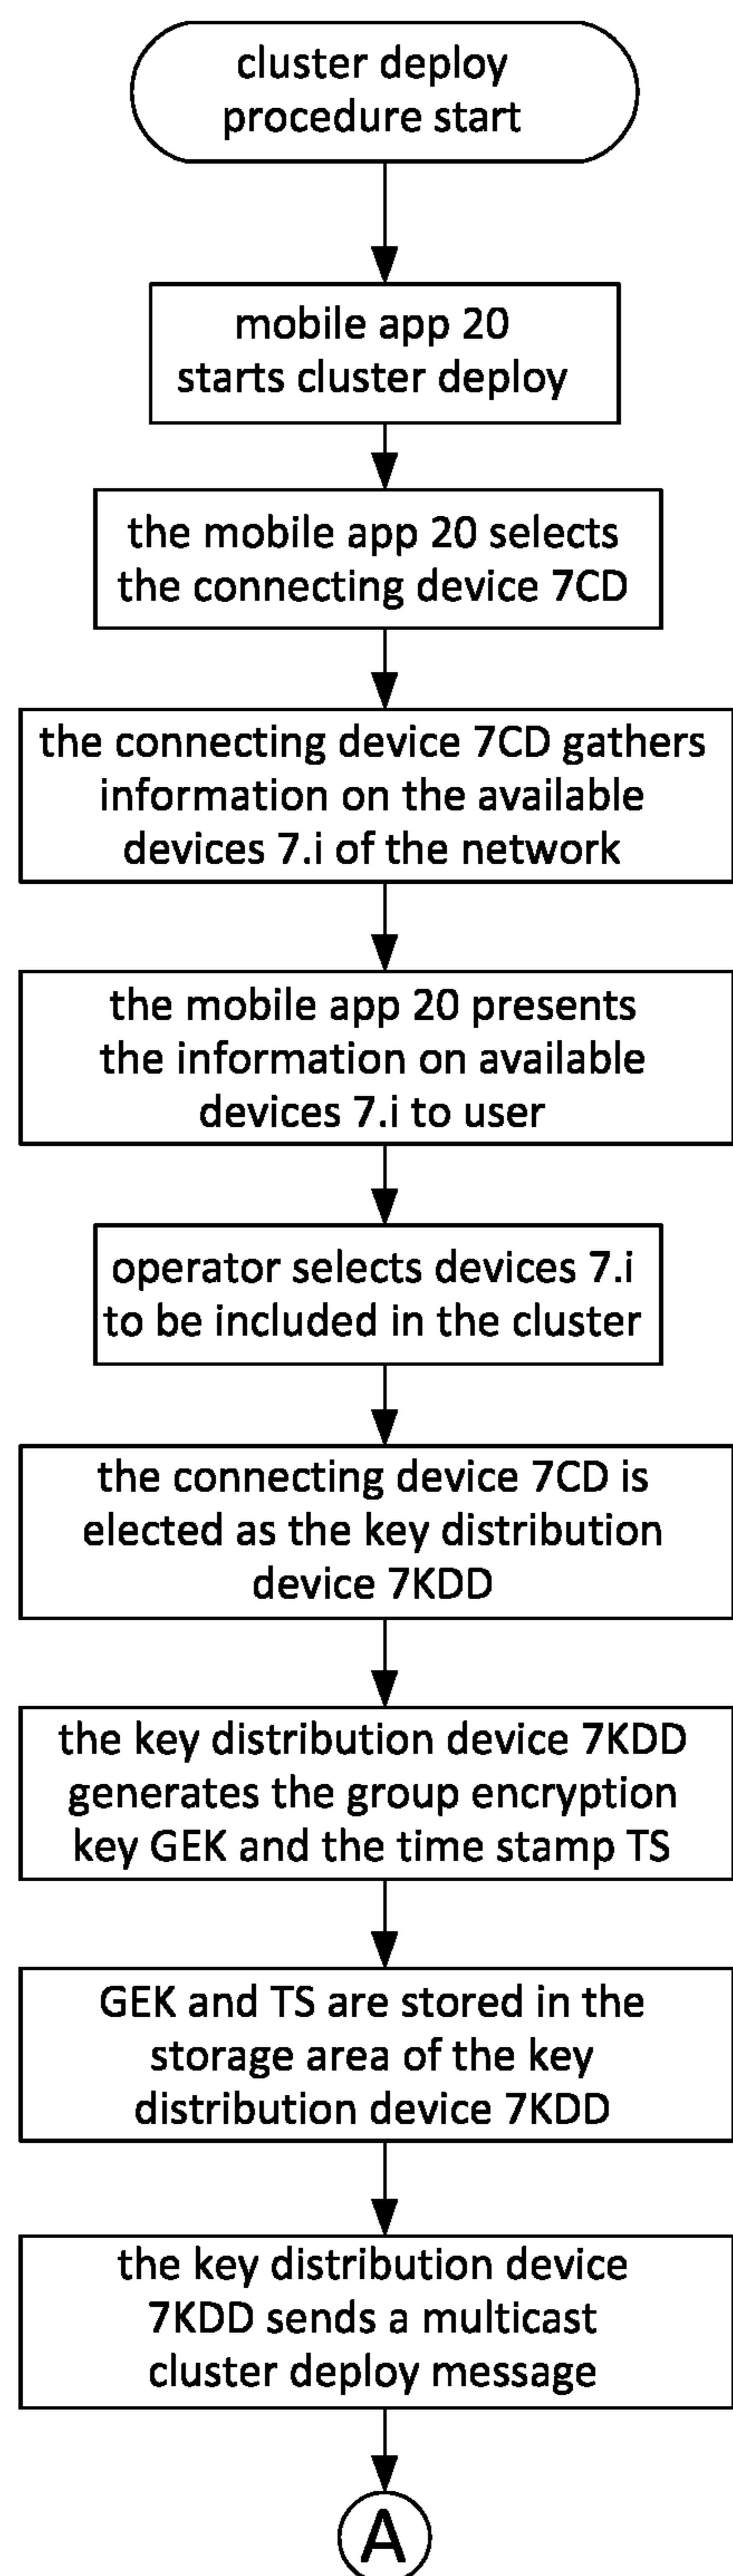 cluster deploy
procedure start
mobile app 20
starts cluster deploy
the mobile app 20 selects
the connecting device 7CD
the connecting device 7CD gathers
information on the available
devices 7.i of the network
the mobile app 20 presents
the information on available
devices 7.i to user
operator selects devices 7.i
to be included in the cluster
the connecting device 7CD is
elected as the key distribution
device 7KDD
the key distribution device 7KDD
generates the group encryption
key GEK and the time stamp TS
GEK and TS are stored in the
storage area of the key
distribution device 7KDD
the key distribution device
7KDD sends a multicast
cluster deploy message
A